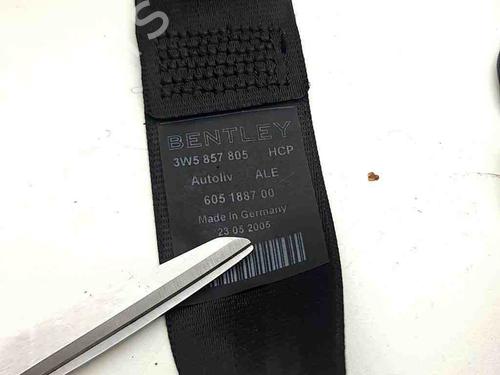 BENTLEY
3W5 857 805 HCP
Autoliv ALE
605 1887 00
Made in Germany
23 05 2005